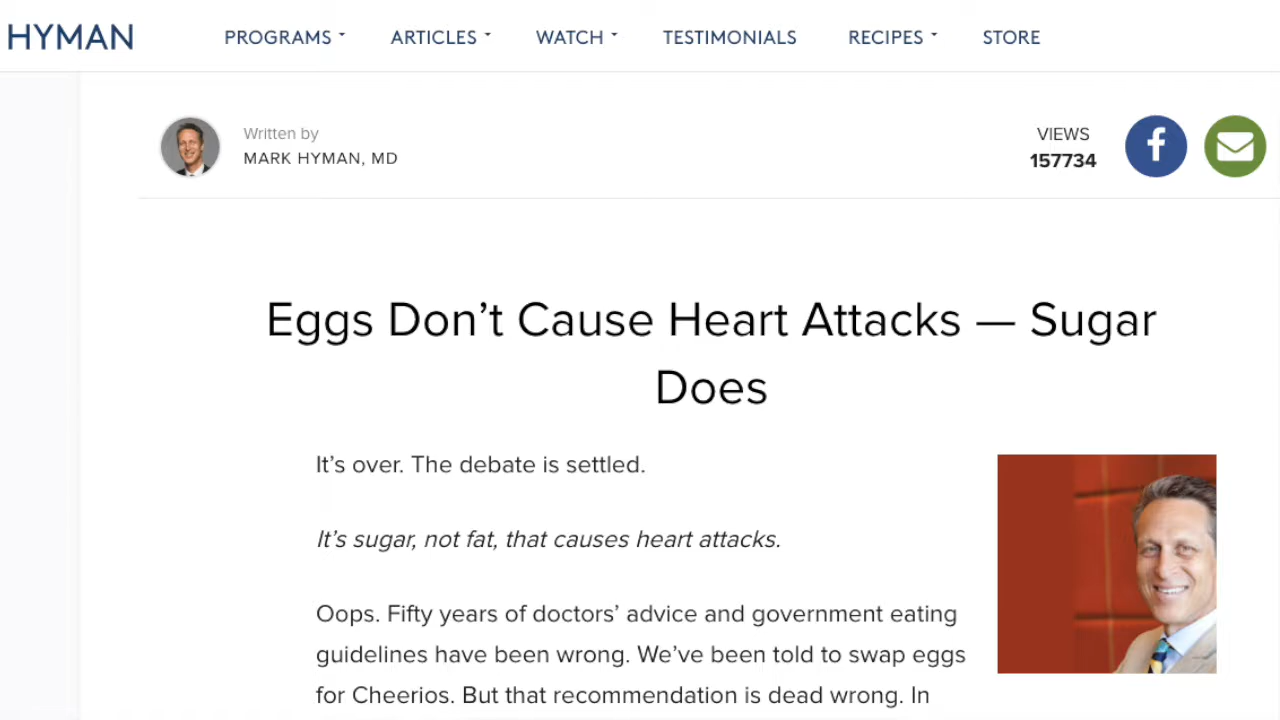 HYMAN
PROGRAMS
ARTICLES
WATCH
TESTIMONIALS
RECIPES
STORE
Written by
MARK HYMAN, MD
VIEWS
157734
Eggs Don’t Cause Heart Attacks — Sugar
Does
It’s over. The debate is settled.
It’s sugar, not fat, that causes heart attacks.
Oops. Fifty years of doctors’ advice and government eating
guidelines have been wrong. We’ve been told to swap eggs
for Cheerios. But that recommendation is dead wrong. In